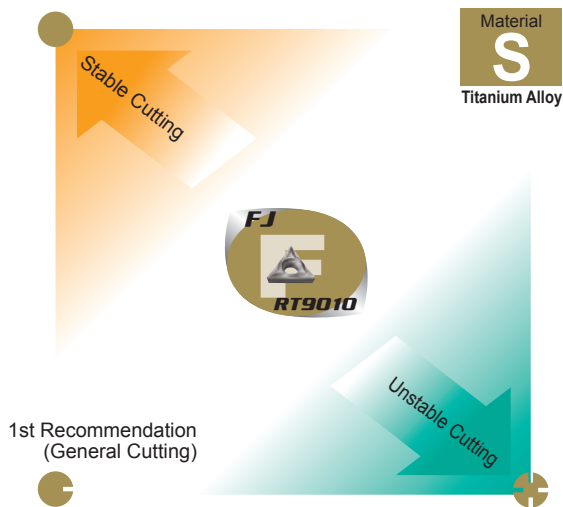 Material
S
Titanium Alloy
Stable Cutting
FJ
F
RT9010
Unstable Cutting
1st Recommendation
(General Cutting)